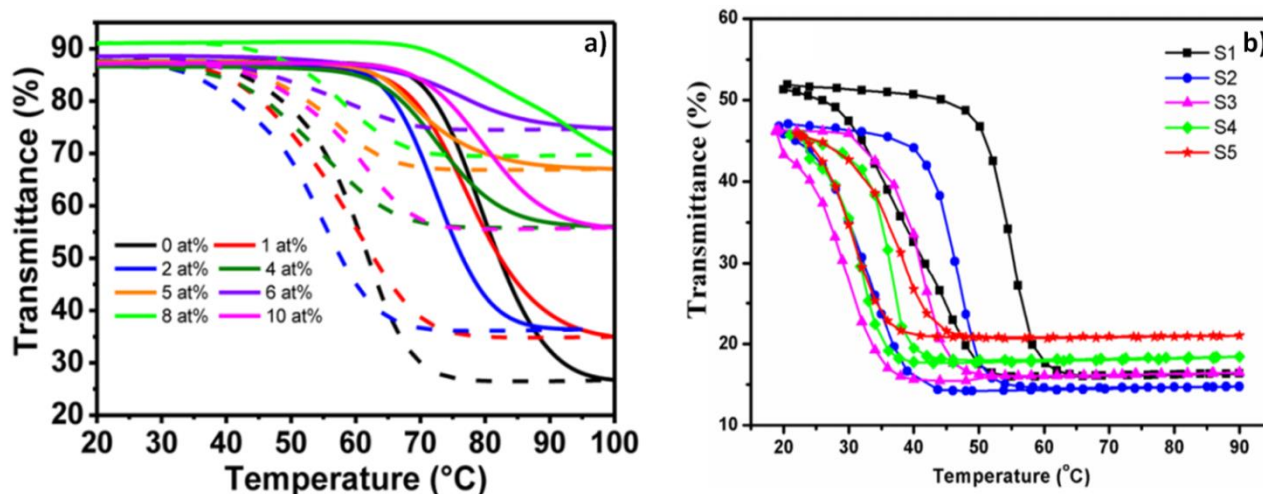 a)
Transmittance (%)
90
80
70
60
50
40
30
20
0 at% 1 at%
2 at% 4 at%
5 at% 6 at%
8 at% 10 at%
20 30 40 50 60 70 80 90 100
Temperature (°C)
b)
Transmittance (%)
60
50
40
30
20
10
S1
S2
S3
S4
S5
20 30 40 50 60 70 80 90
Temperature (°C)